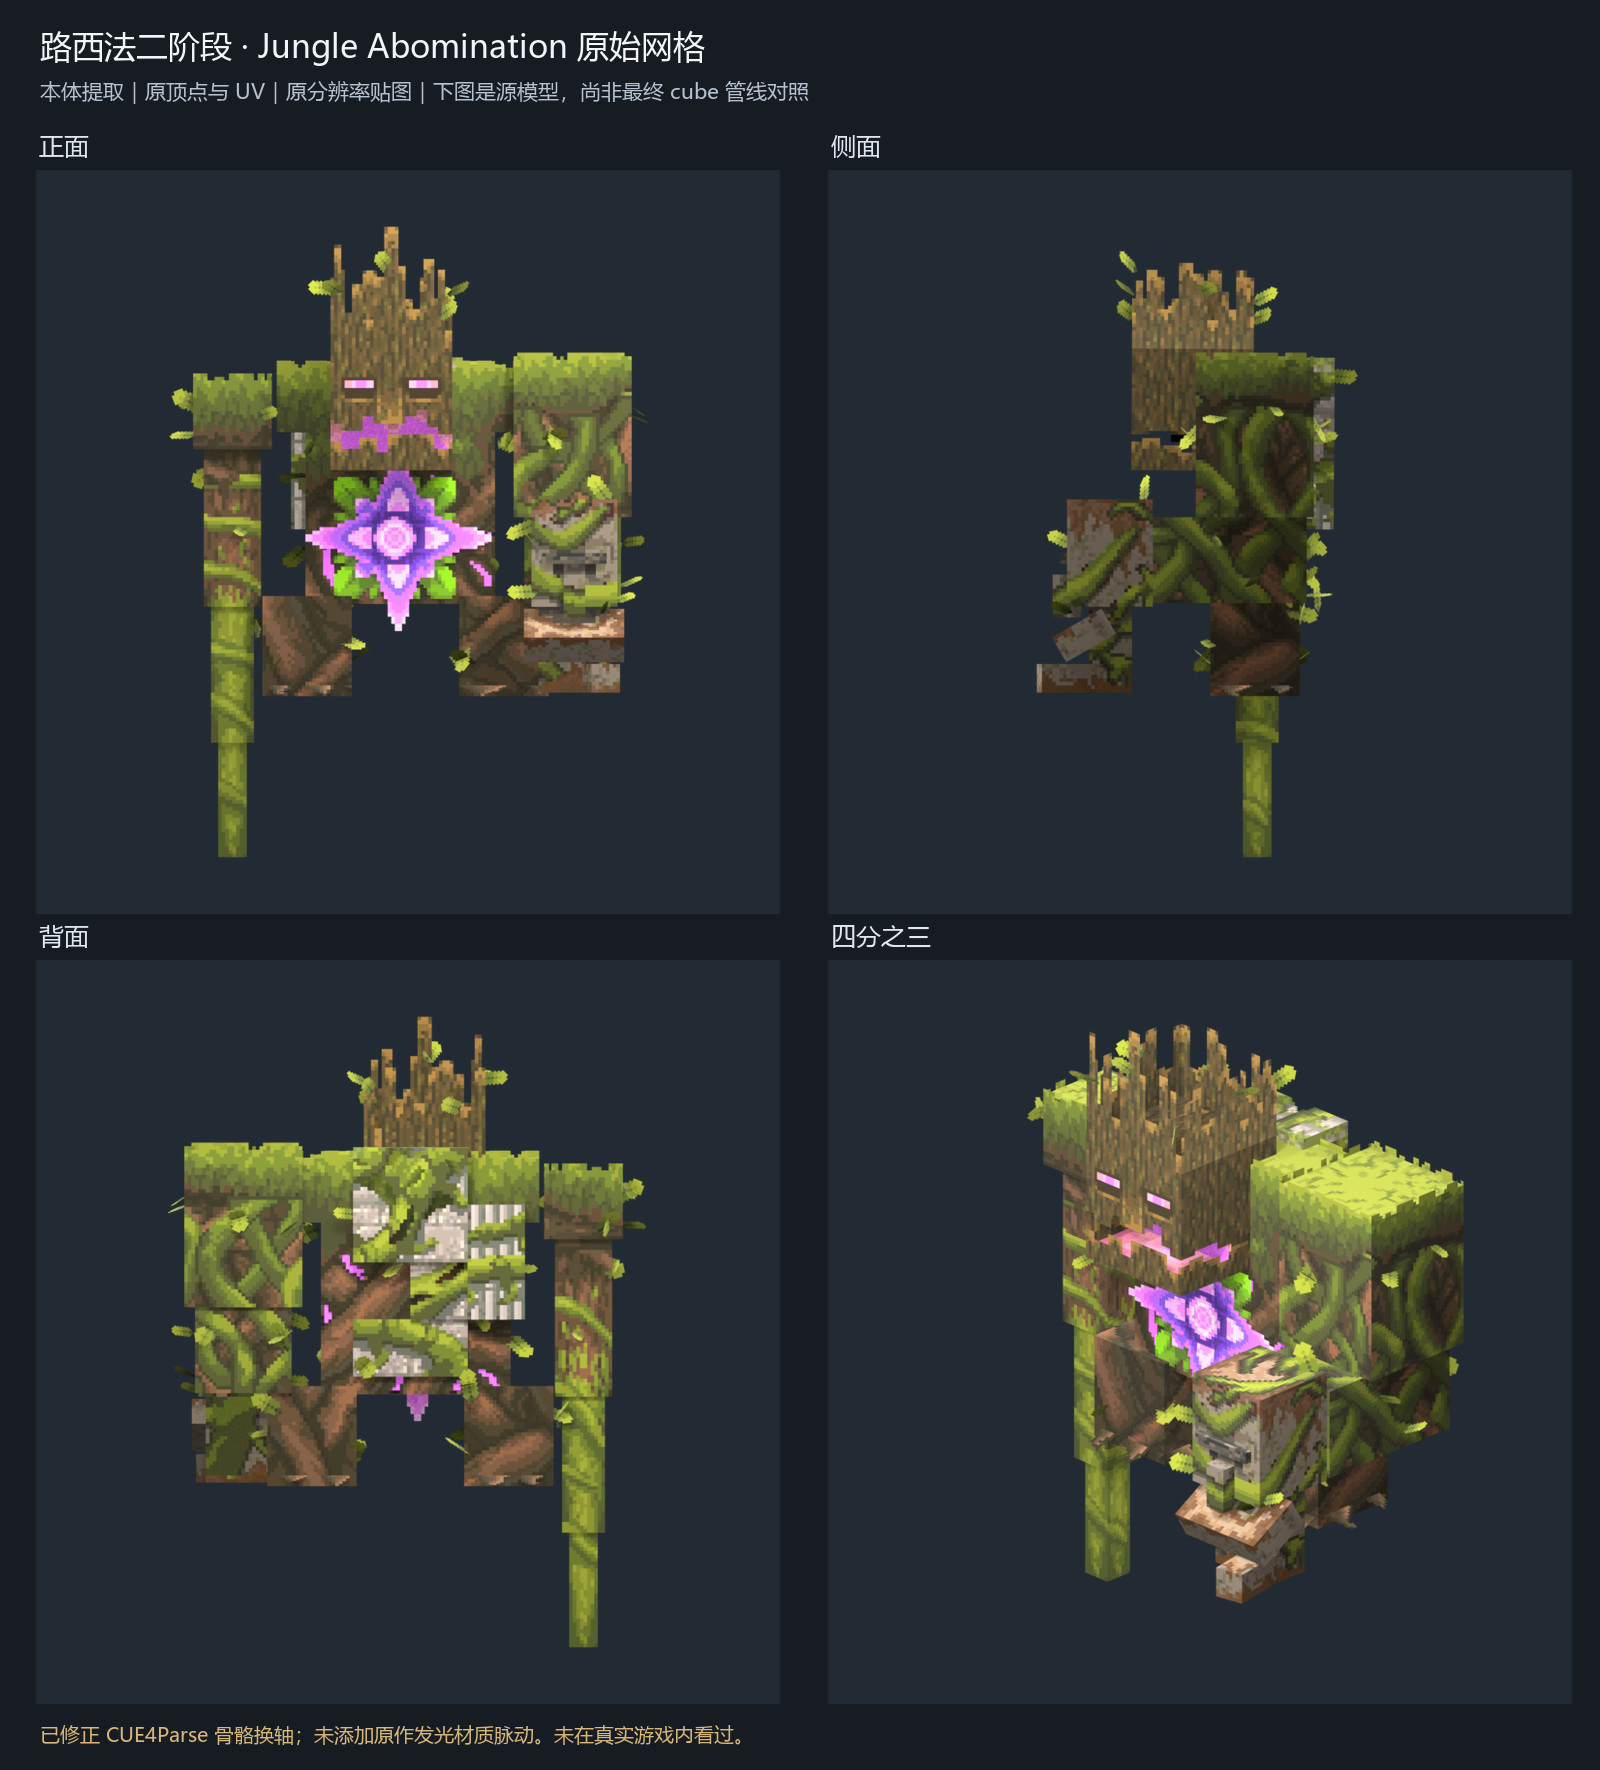 路西法二阶段 · Jungle Abomination 原始网格
本体提取 | 原顶点与 UV | 原分辨率贴图 | 下图是源模型，尚非最终 cube 管线对照
正面
侧面
背面
四分之三
已修正 CUE4Parse 骨骼换轴；未添加原作发光材质脉动。未在真实游戏内看过。